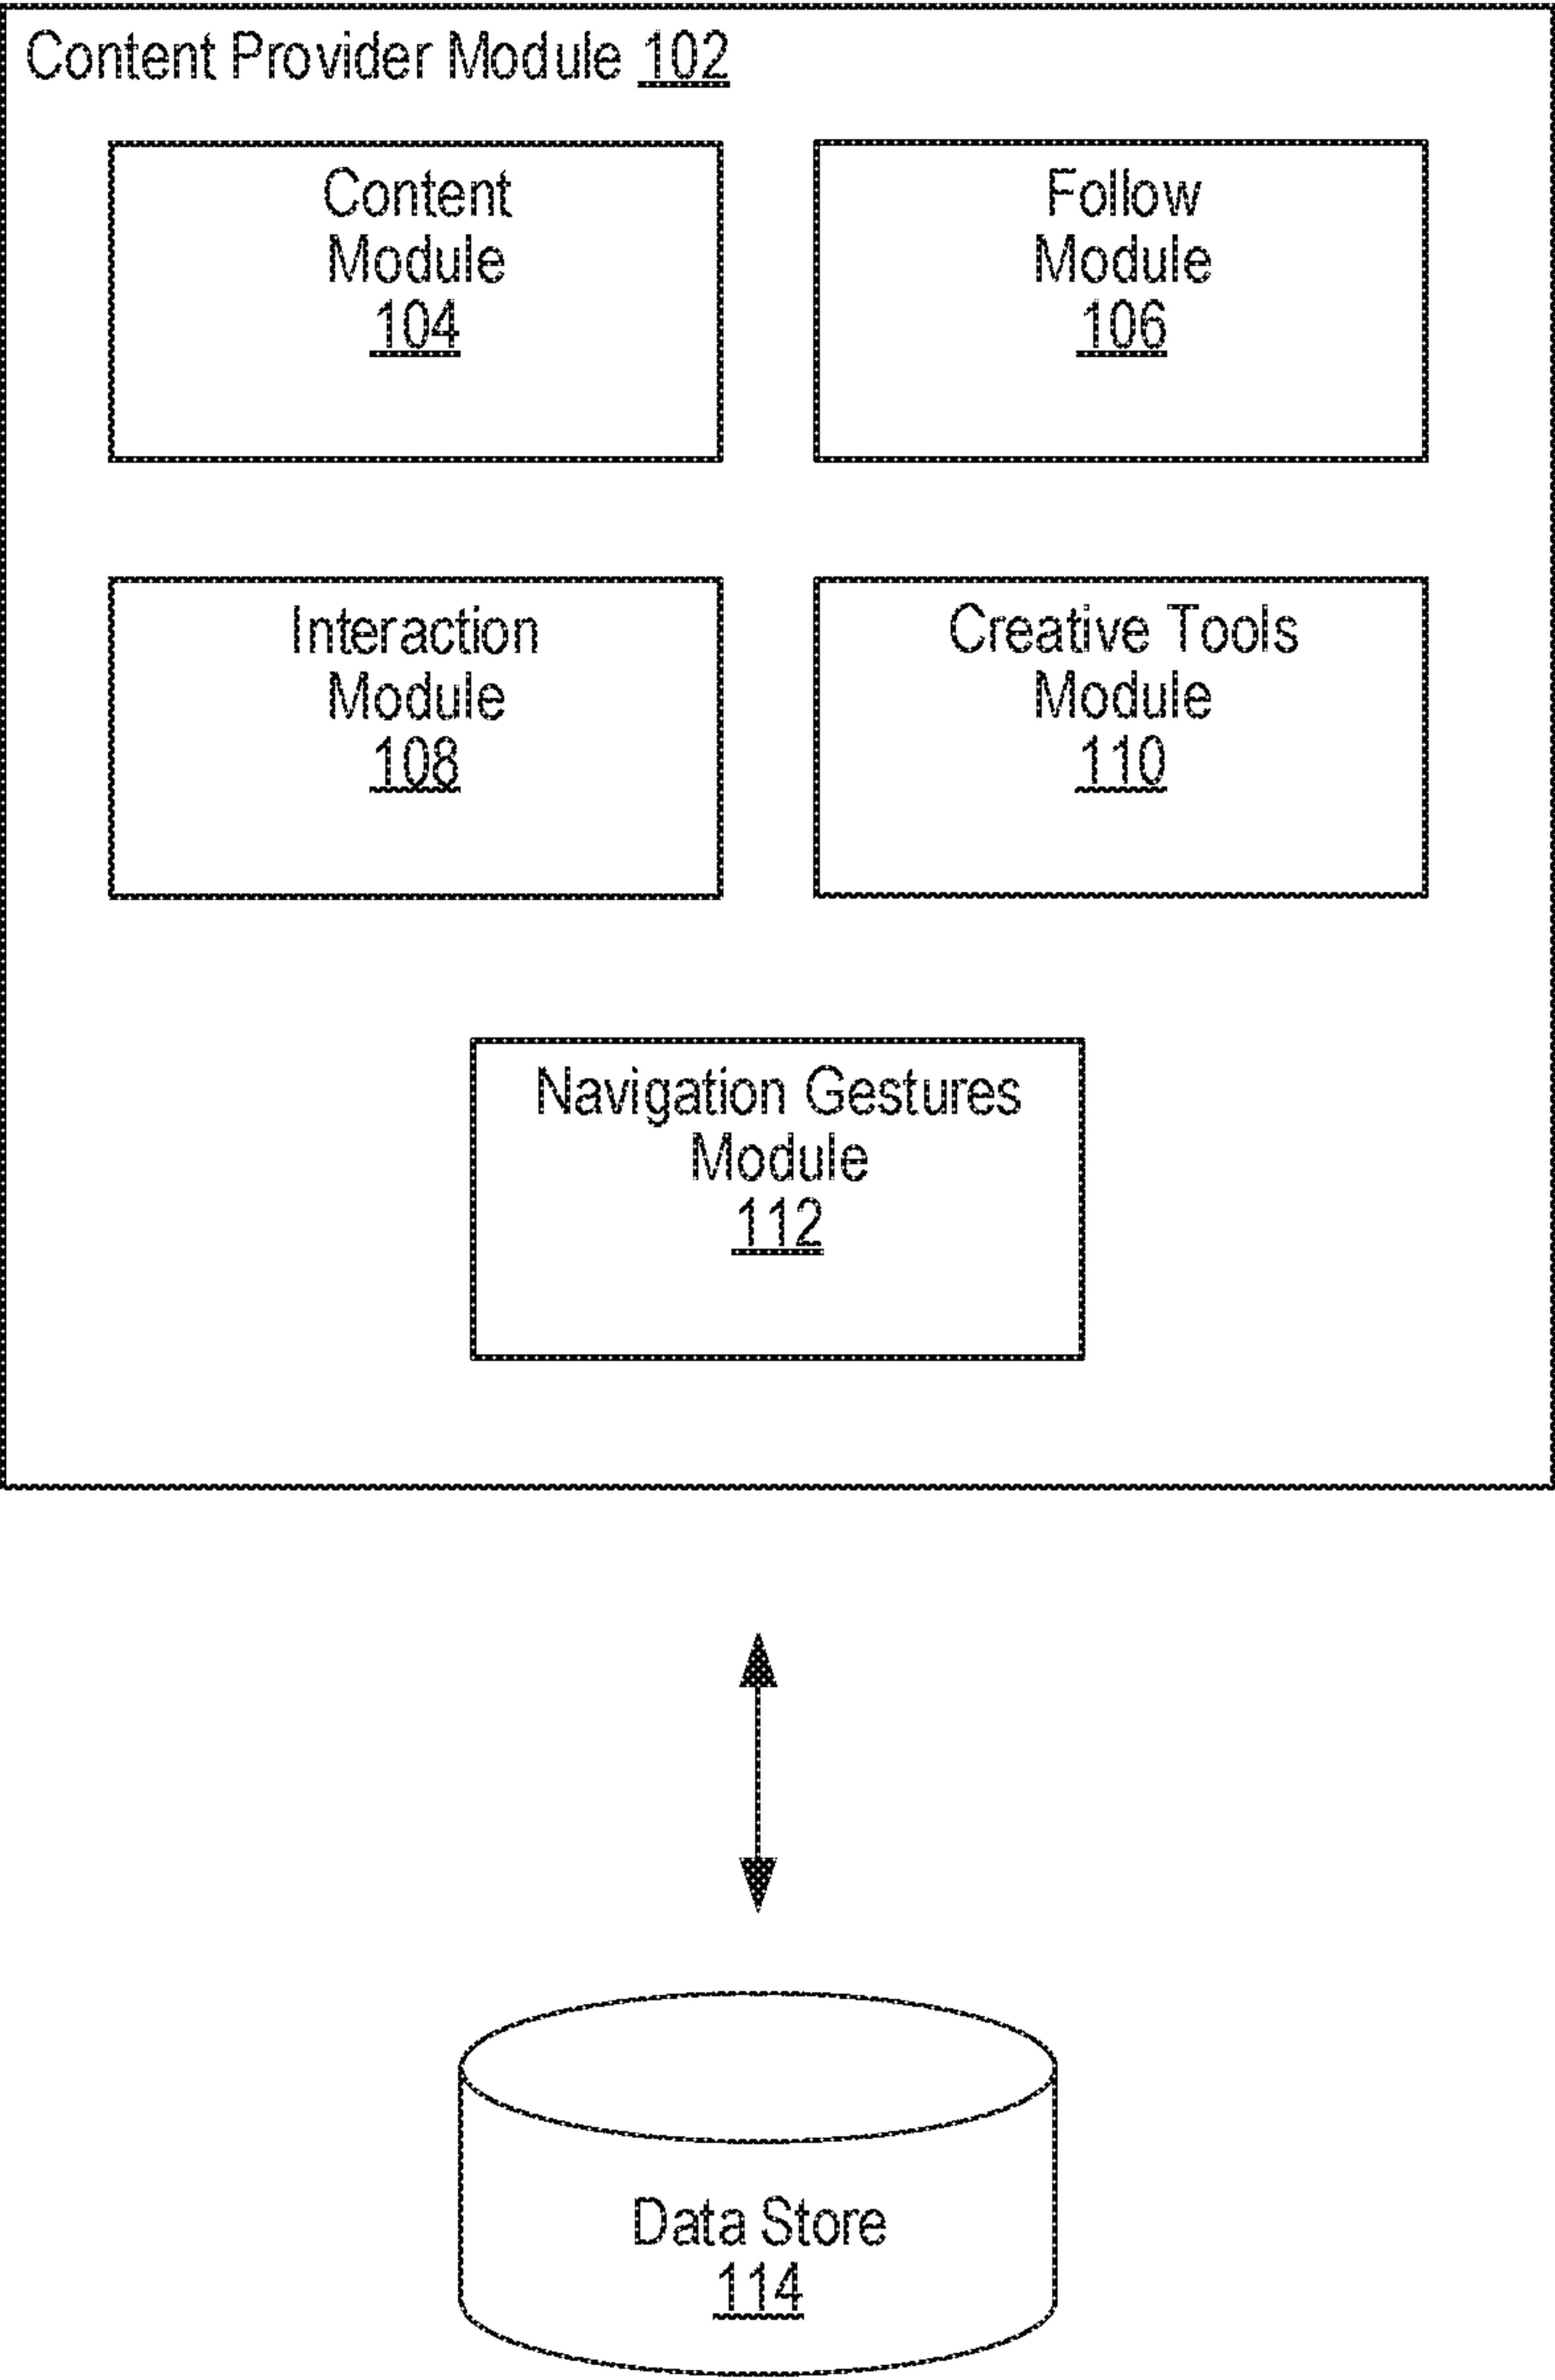 Content Provider Module 102
Content
Module
104
Follow
Module
106
Interaction
Module
108
Creative Tools
Module
110
Navigation Gestures
Module
112
Data Store
114